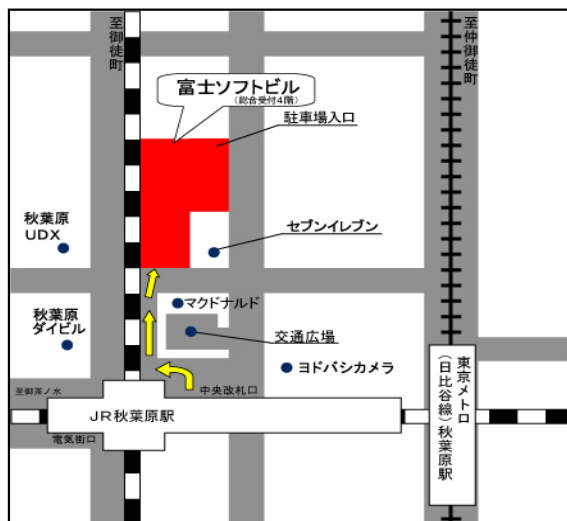 至御徒町
至仲御徒町
富士ソフトビル
(総合受付4階)
駐車場入口
秋葉原
UDX
セブンイレブン
マクドナルド
秋葉原
ダイビル
交通広場
ヨドバシカメラ
至御茶ノ水
中央改札口
JR秋葉原駅
電気街口
東京メトロ
(日比谷線)秋葉原駅